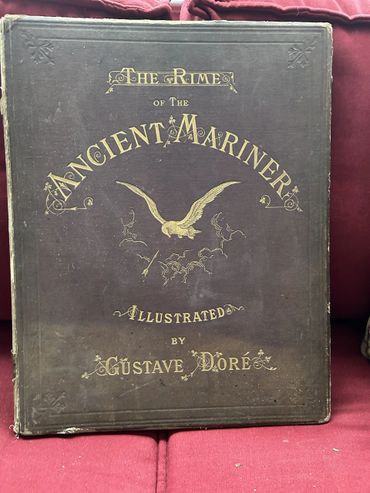 THE RIME
OF THE
ANCIENT MARINER
ILLUSTRATED
BY
GUSTAVE DORÉ